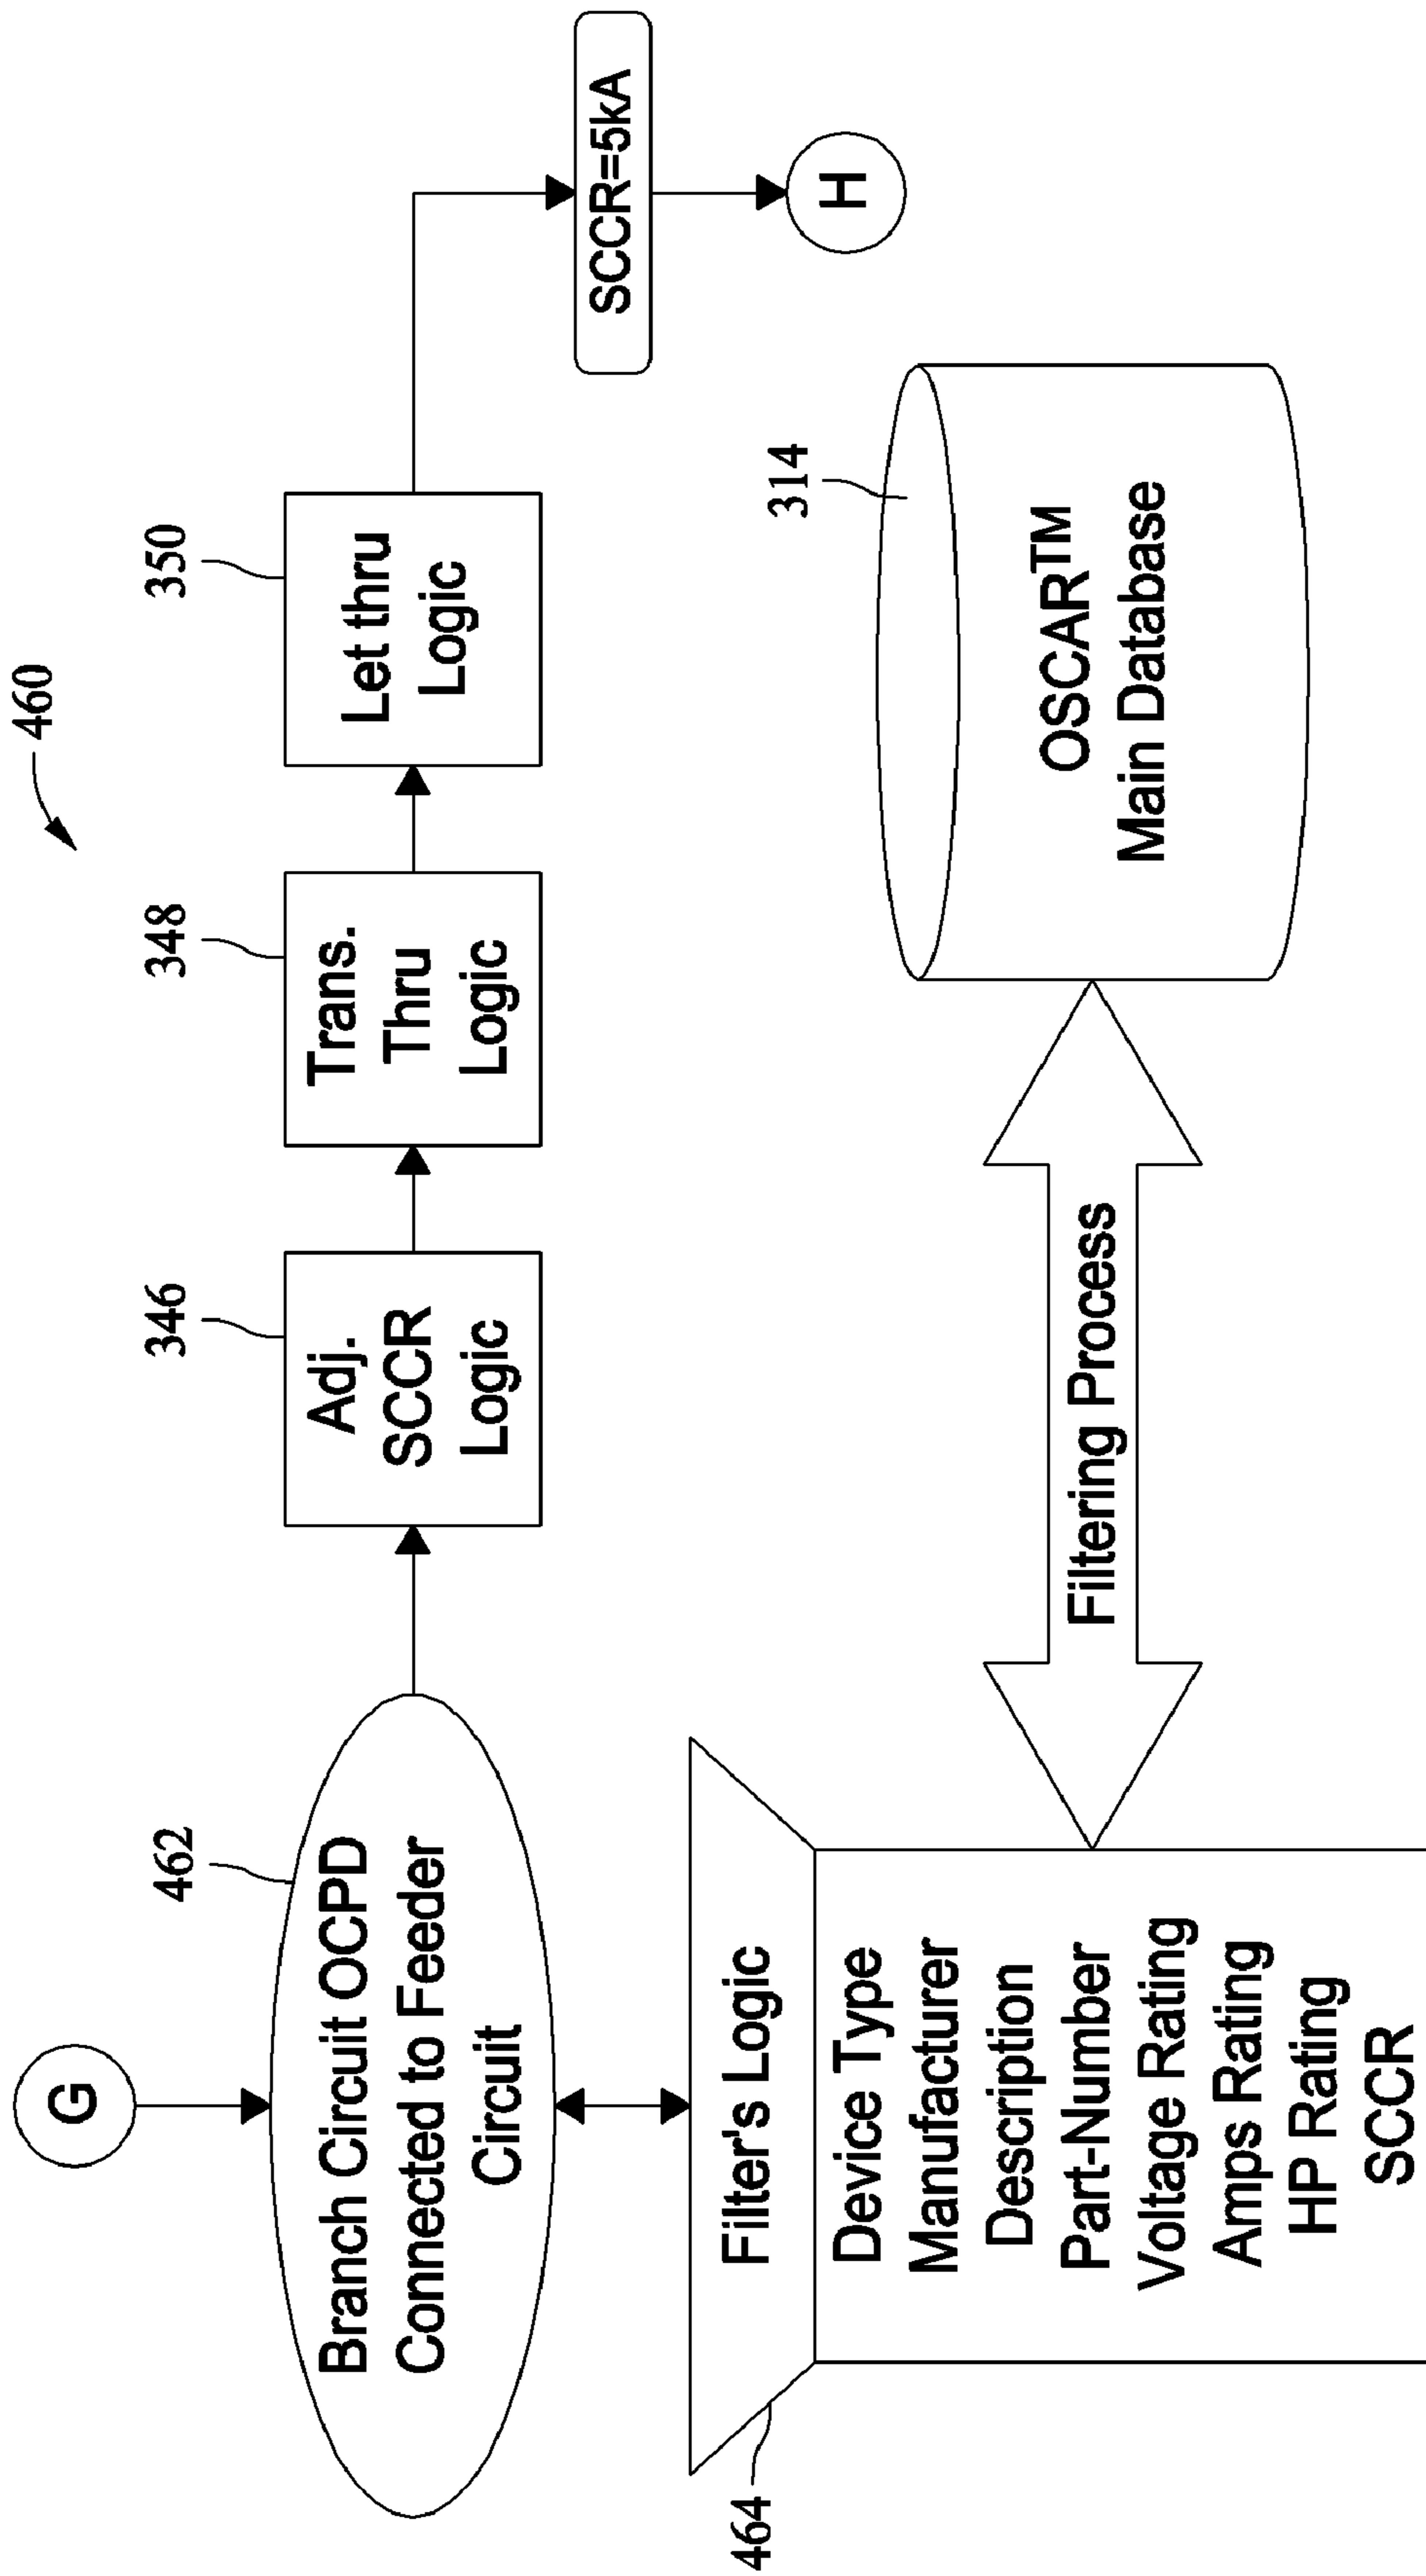 460
G
462
Branch Circuit OCPD
Connected to Feeder
Circuit
346
Adj.
SCCR
Logic
348
Trans.
Thru
Logic
350
Let thru
Logic
SCCR=5kA
H
464
Filter's Logic
Device Type
Manufacturer
Description
Part-Number
Voltage Rating
Amps Rating
HP Rating
SCCR
Filtering Process
314
OSCAR™
Main Database